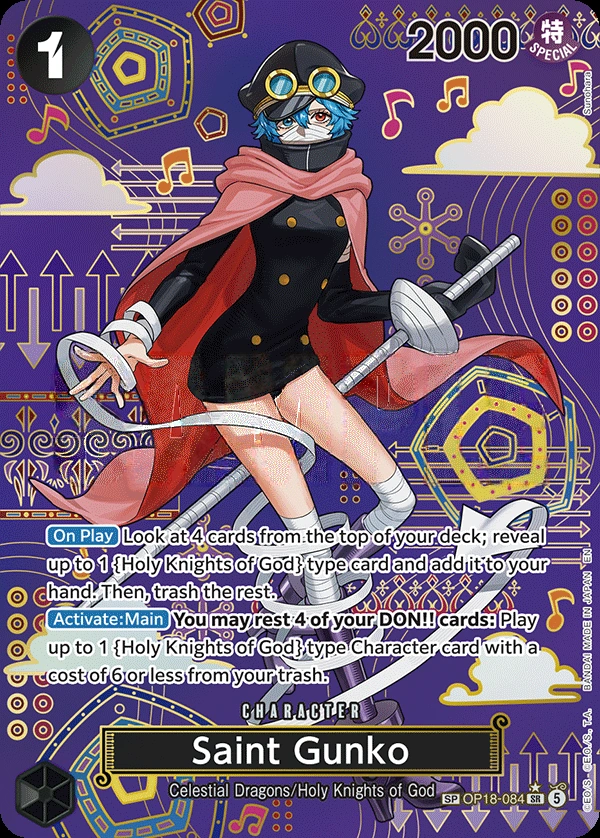 1
2000
特
SPECIAL
Sunohara
On Play Look at 4 cards from the top of your deck; reveal
up to 1 {Holy Knights of God} type card and add it to your
hand. Then, trash the rest.
Activate:Main You may rest 4 of your DON!! cards: Play
up to 1 {Holy Knights of God} type Character card with a
cost of 6 or less from your trash.
CHARACTER
Saint Gunko
Celestial Dragons/Holy Knights of God
SP OP18-084 SR 5
©E.O./S. ©E.O./S., T.A. BANDAI MADE IN JAPAN EN